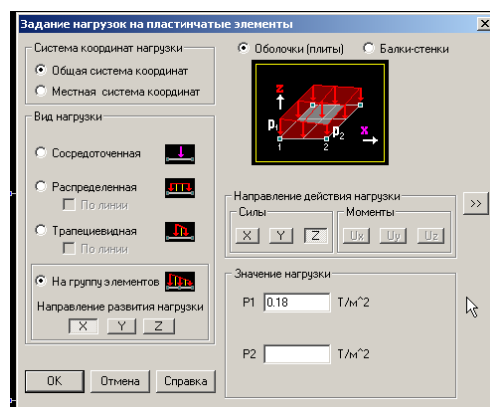 Задание нагрузок на пластинчатые элементы
Система координат нагрузки
Общая система координат
Местная система координат
Вид нагрузки
Сосредоточенная
Распределенная
По линии
Трапециевидная
По линии
На группу элементов
Направление развития нагрузки
X Y Z
OK Отмена Справка
Оболочки (плиты) Балки-стенки
z
p1 p2 x
1 2
Направление действия нагрузки
Силы Моменты
X Y Z Ux Uy Uz
>>
Значение нагрузки
P1 0.18 Т/м^2
P2 Т/м^2